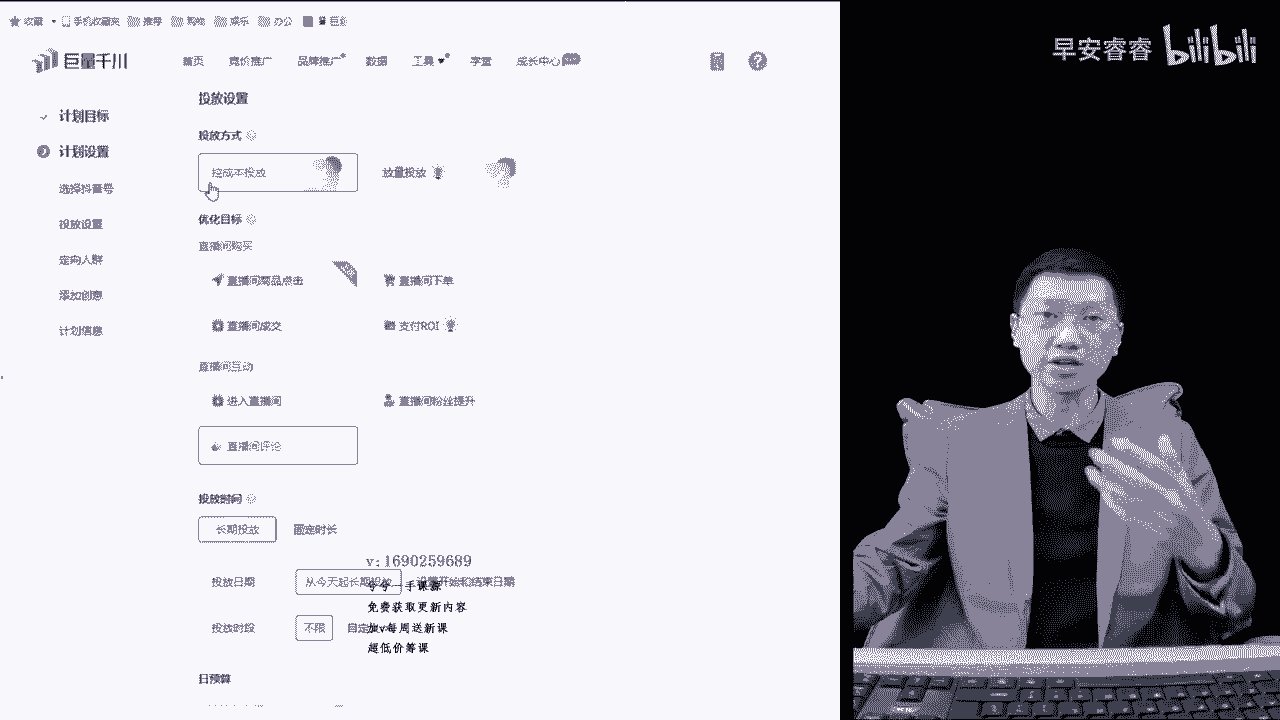 收藏 手机收藏夹 推荐 购物 娱乐 办公
早安睿睿 bilibili
巨量千川 首页 竞价推广 品牌推广 数据 工具 学堂 成长中心
投放设置
计划目标
投放方式
计划设置
控成本投放 放量投放
选择抖音号
优化目标
投放设置
直播间购买
定向人群
直播间商品点击 直播间下单
添加创意
直播间成交 支付ROI
计划信息
直播间互动
进入直播间 直播间粉丝提升
直播间评论
投放时间
长期投放 固定时长
v:1690259689
投放日期 从今天起长期投放 设置开始和结束日期
兮兮一手课源
免费获取更新内容
投放时段 不限
加v每周送新课
超低价筹课
日预算